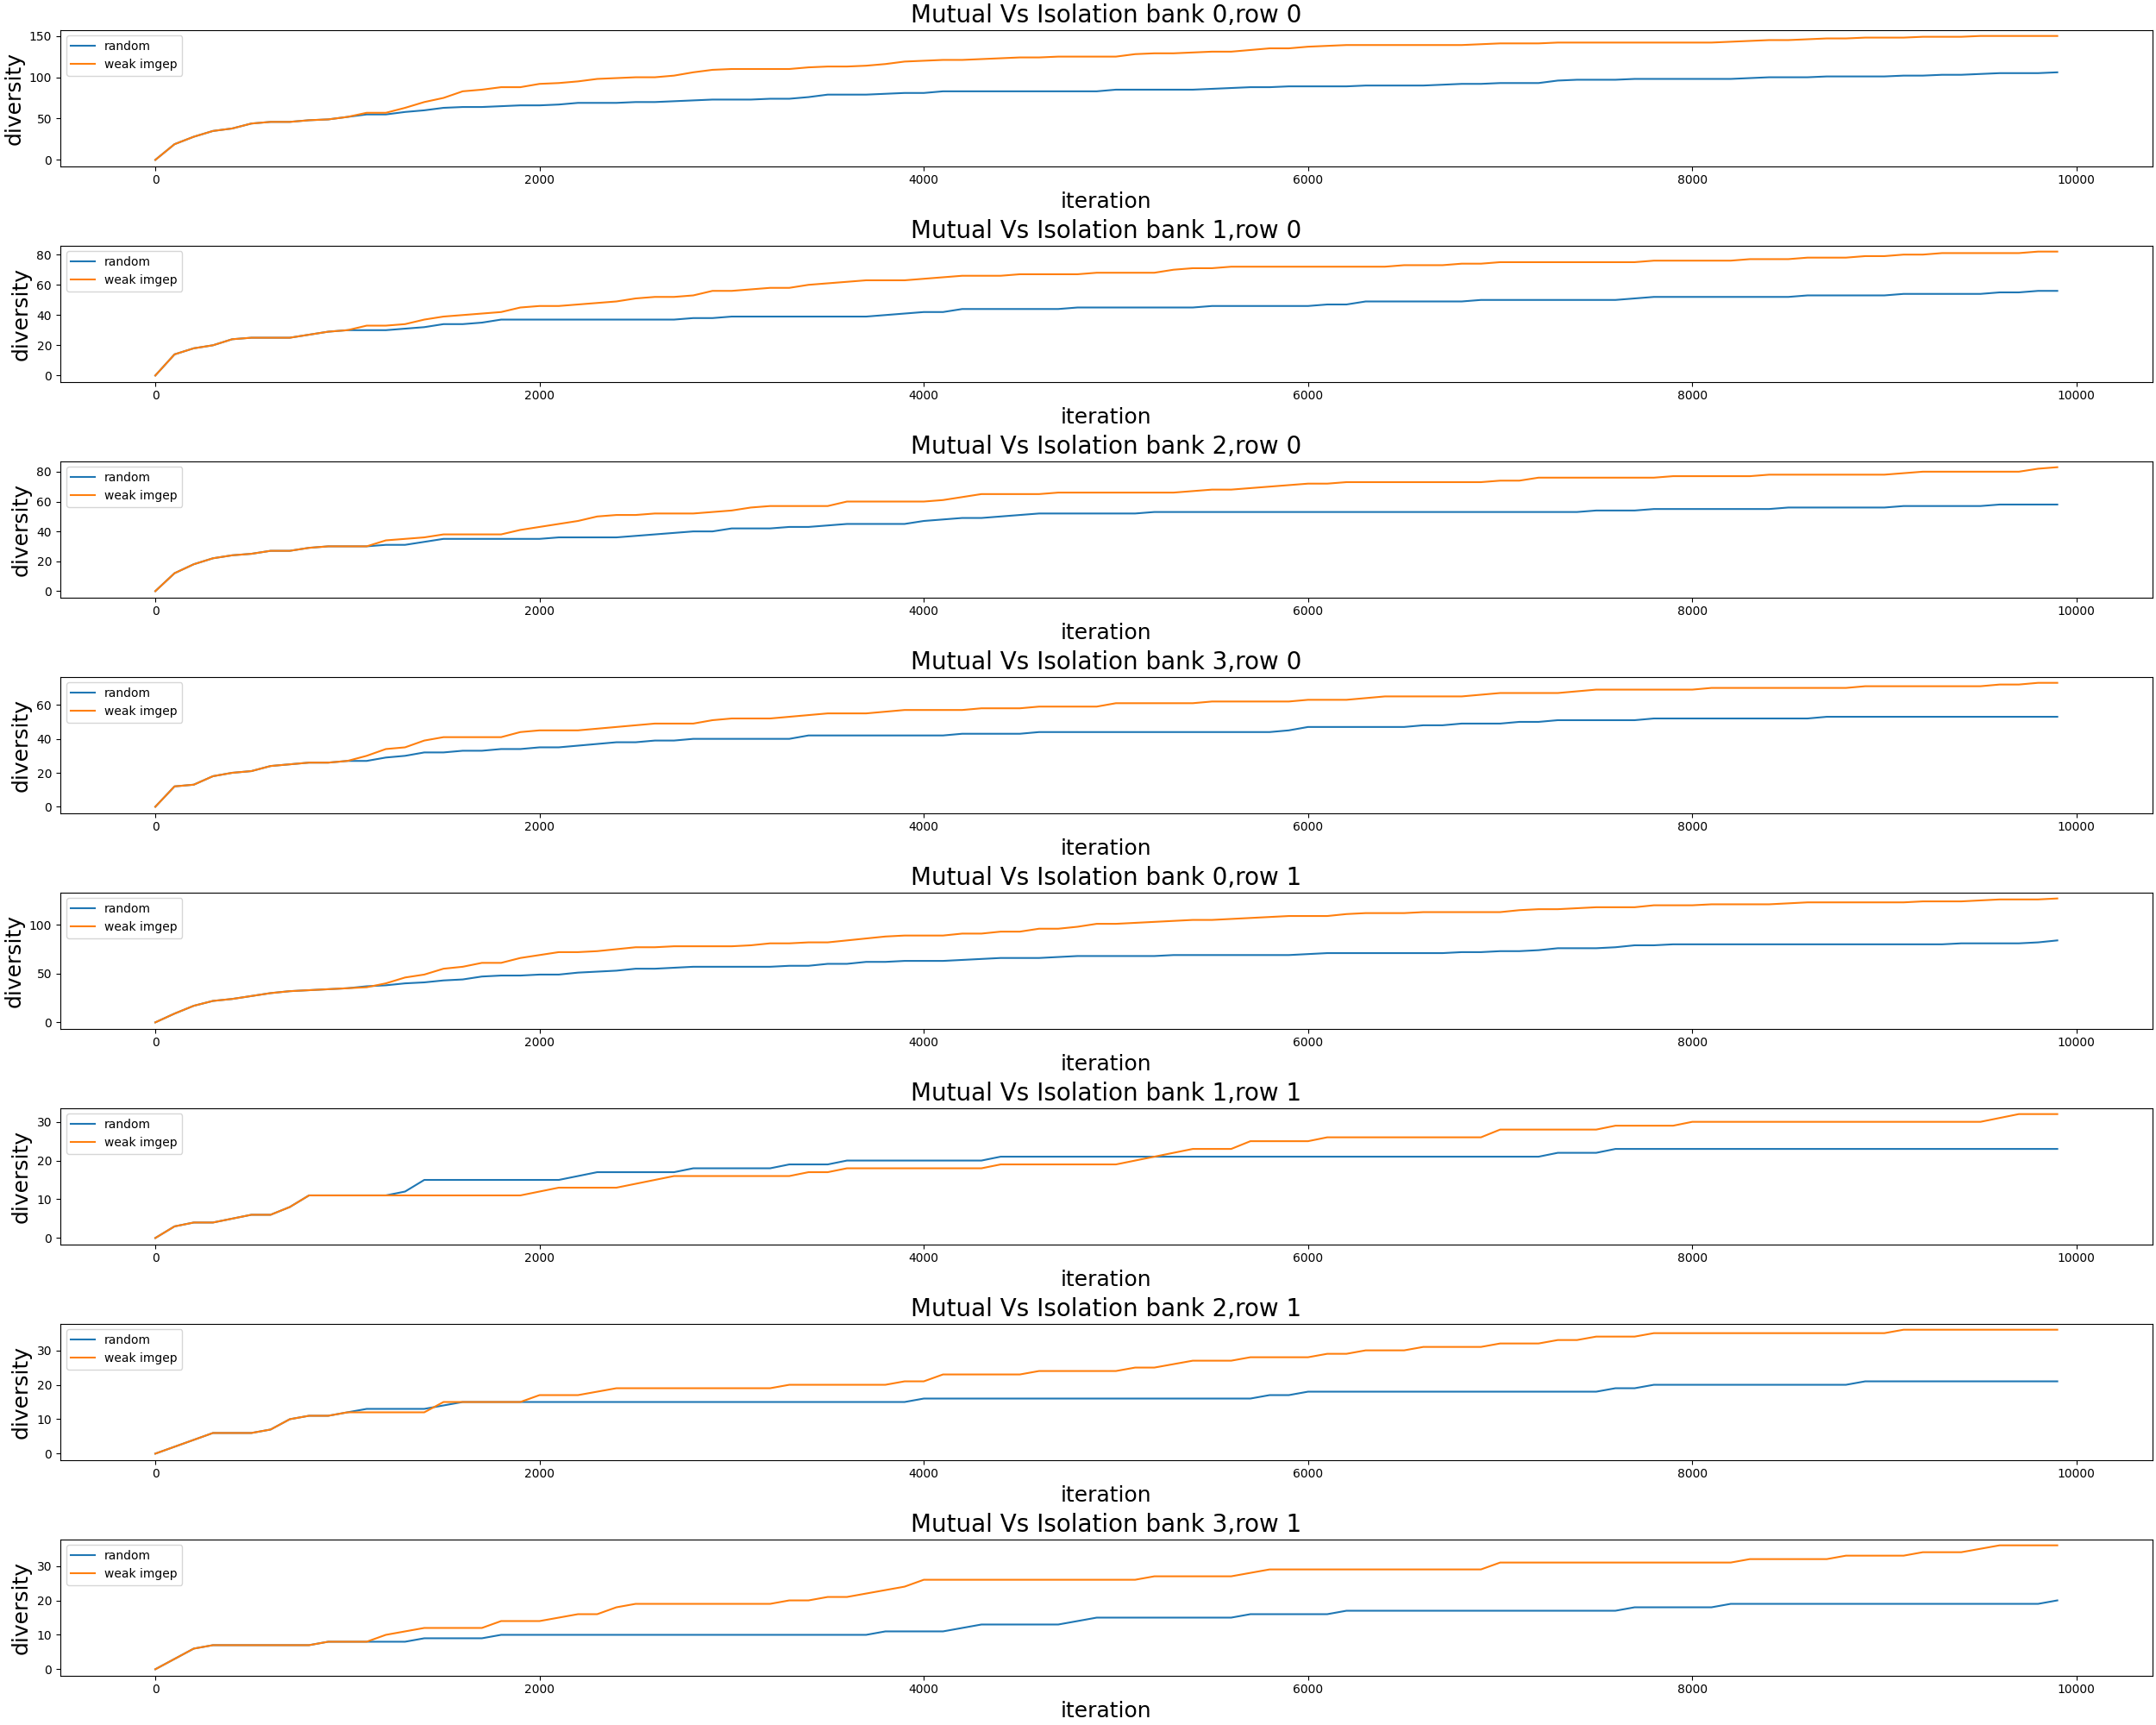 Mutual Vs Isolation bank 0,row 0
random
weak imgep
diversity
150
100
50
0
0 2000 4000 6000 8000 10000
iteration
Mutual Vs Isolation bank 1,row 0
random
weak imgep
diversity
80
60
40
20
0
0 2000 4000 6000 8000 10000
iteration
Mutual Vs Isolation bank 2,row 0
random
weak imgep
diversity
80
60
40
20
0
0 2000 4000 6000 8000 10000
iteration
Mutual Vs Isolation bank 3,row 0
random
weak imgep
diversity
60
40
20
0
0 2000 4000 6000 8000 10000
iteration
Mutual Vs Isolation bank 0,row 1
random
weak imgep
diversity
100
50
0
0 2000 4000 6000 8000 10000
iteration
Mutual Vs Isolation bank 1,row 1
random
weak imgep
diversity
30
20
10
0
0 2000 4000 6000 8000 10000
iteration
Mutual Vs Isolation bank 2,row 1
random
weak imgep
diversity
30
20
10
0
0 2000 4000 6000 8000 10000
iteration
Mutual Vs Isolation bank 3,row 1
random
weak imgep
diversity
30
20
10
0
0 2000 4000 6000 8000 10000
iteration